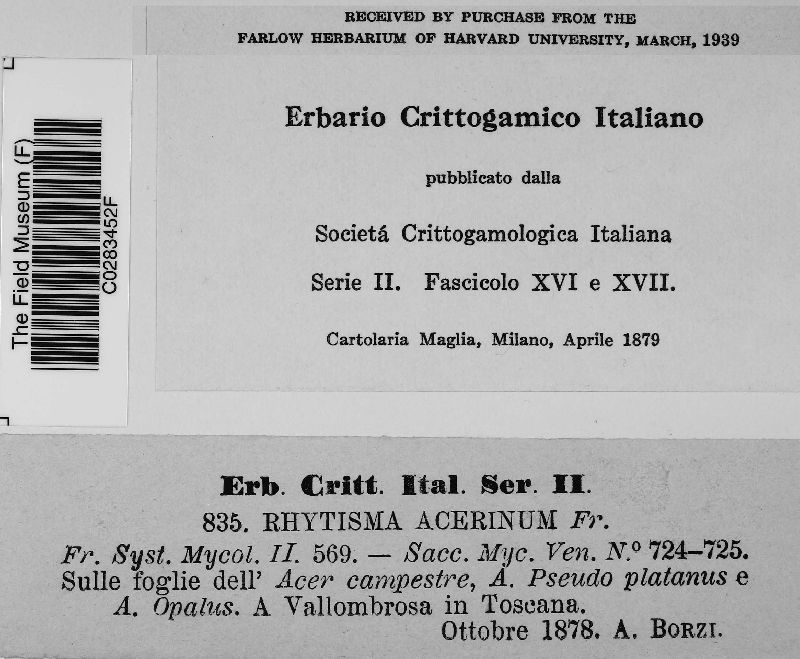 RECEIVED BY PURCHASE FROM THE
FARLOW HERBARIUM OF HARVARD UNIVERSITY, MARCH, 1939
The Field Museum (F)
C0283452F
Erbario Crittogamico Italiano
pubblicato dalla
Societá Crittogamologica Italiana
Serie II. Fascicolo XVI e XVII.
Cartolaria Maglia, Milano, Aprile 1879
Erb. Critt. Ital. Ser. II.
835. RHYTISMA ACERINUM Fr.
Fr. Syst. Mycol. II. 569. — Sacc. Myc. Ven. N.º 724–725.
Sulle foglie dell' Acer campestre, A. Pseudo platanus e
A. Opalus. A Vallombrosa in Toscana.
Ottobre 1878. A. BORZI.